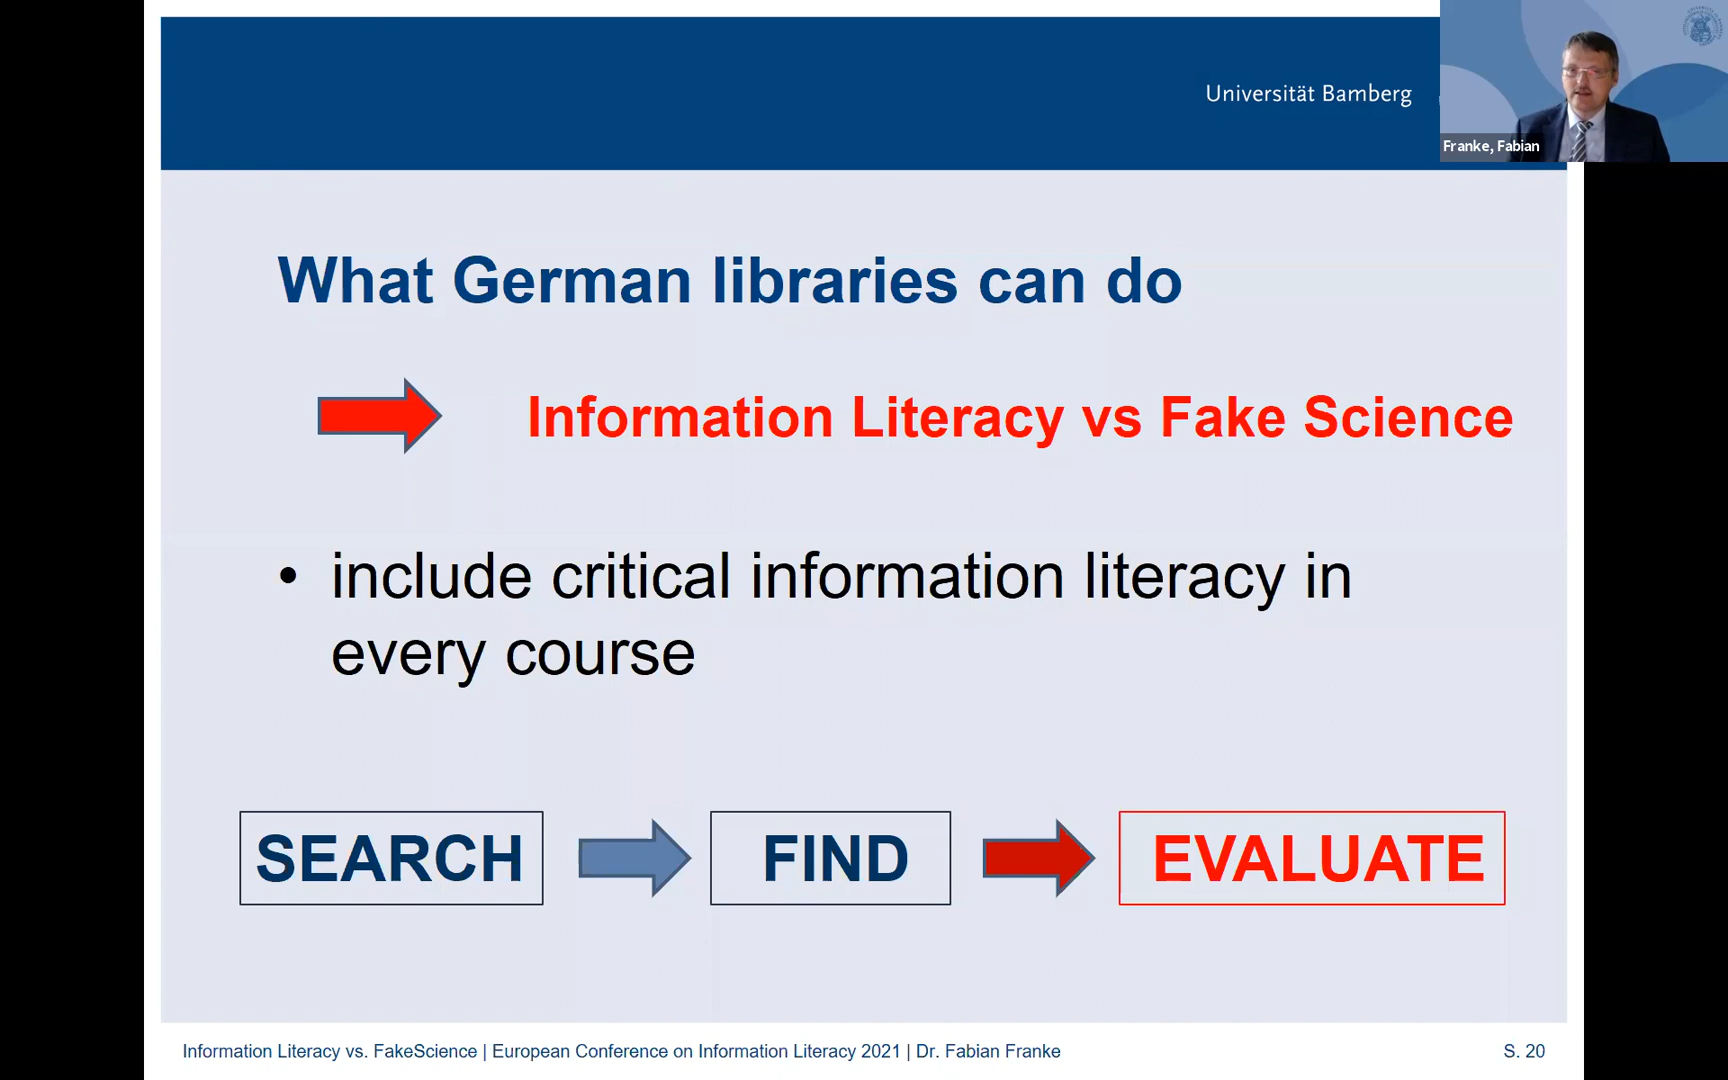 Universität Bamberg
Franke, Fabian
What German libraries can do
Information Literacy vs Fake Science
• include critical information literacy in
every course
SEARCH
FIND
EVALUATE
Information Literacy vs. FakeScience | European Conference on Information Literacy 2021 | Dr. Fabian Franke
S. 20